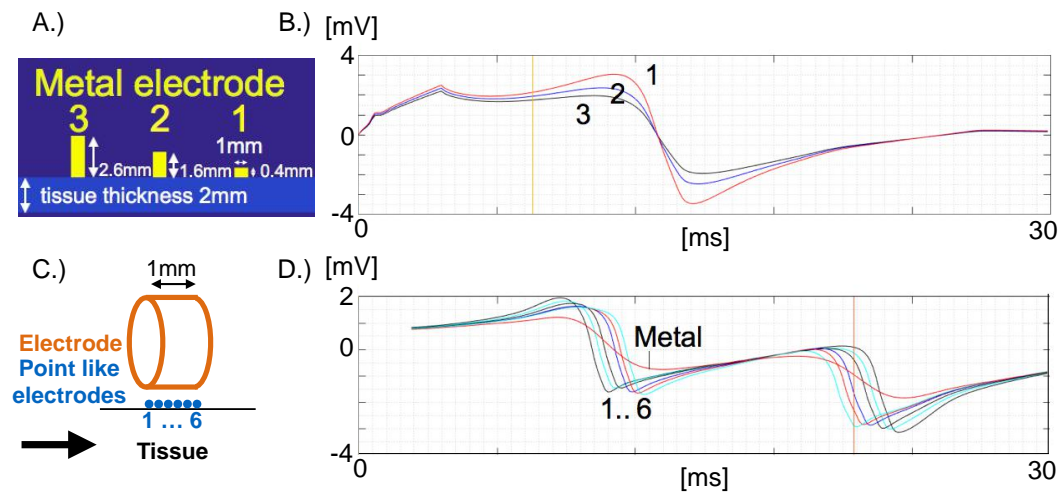 A.)
Metal electrode
3 2 1
1mm
2.6mm 1.6mm 0.4mm
tissue thickness 2mm
B.)
[mV]
4
0
-4
1
2
3
0 [ms] 30
C.)
1mm
Electrode
Point like
electrodes
1 ... 6
Tissue
D.)
[mV]
2
0
-4
Metal
1.. 6
0 [ms] 30